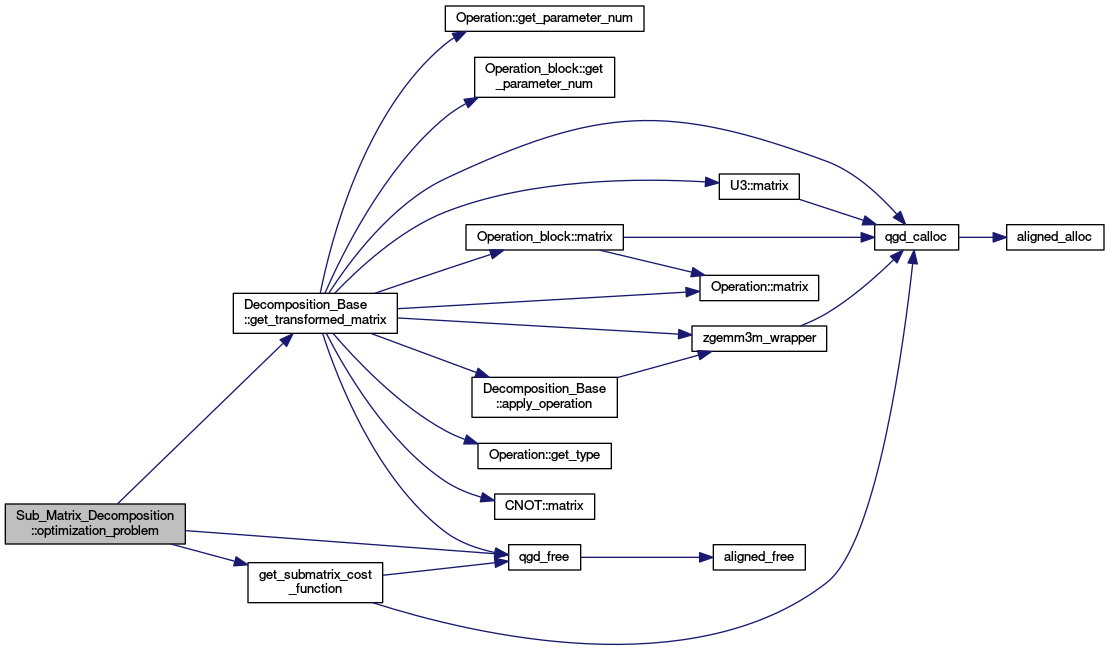 Operation::get_parameter_num
Operation_block::get
_parameter_num
U3::matrix
Operation_block::matrix
qgd_calloc
aligned_alloc
Operation::matrix
Decomposition_Base
::get_transformed_matrix
zgemm3m_wrapper
Decomposition_Base
::apply_operation
Operation::get_type
CNOT::matrix
Sub_Matrix_Decomposition
::optimization_problem
qgd_free
aligned_free
get_submatrix_cost
_function